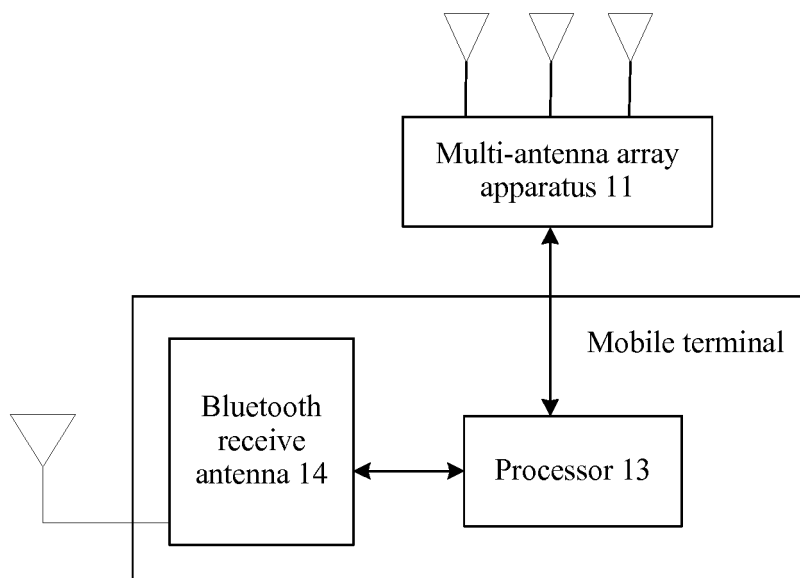 Multi-antenna array
apparatus 11
Mobile terminal
Bluetooth
receive
antenna 14
Processor 13